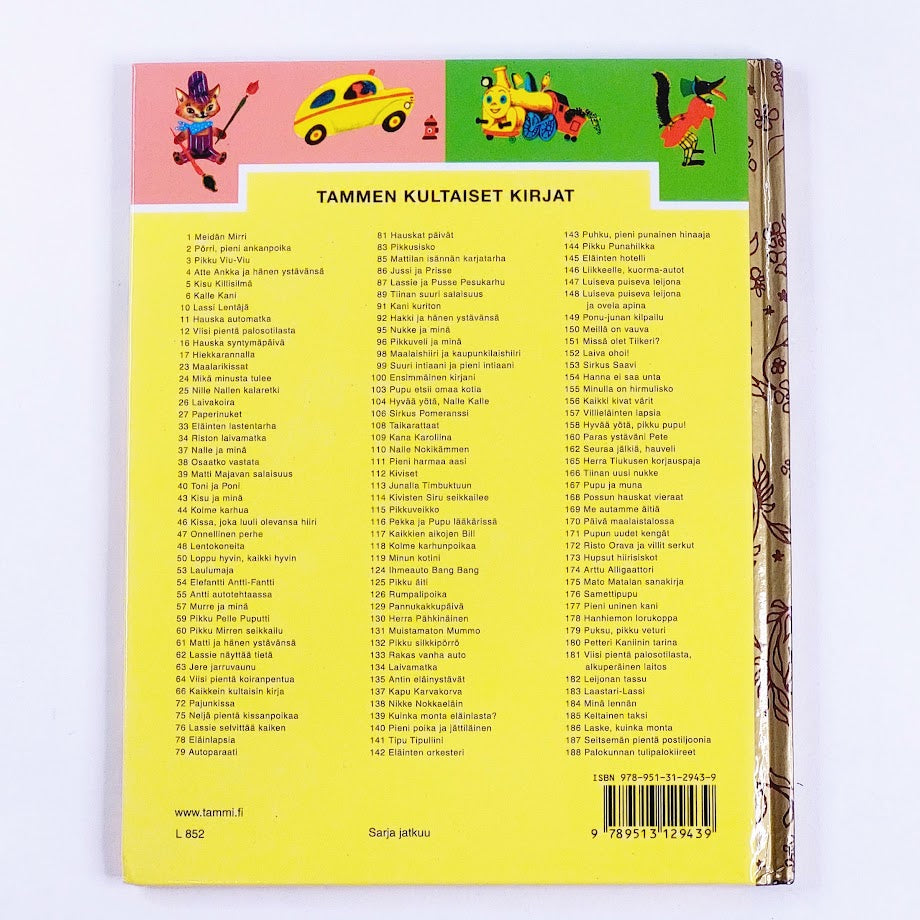 TAMMEN KULTAISET KIRJAT
1 Meidän Mirri
2 Pörri, pieni ankanpoika
3 Pikku Viu-Viu
4 Atte Ankka ja hänen ystävänsä
5 Kisu Killisilmä
6 Kalle Kani
10 Lassi Lentäjä
11 Hauska automatka
12 Viisi pientä palosotilasta
16 Hauska syntymäpäivä
17 Hiekkarannalla
23 Maalarikissat
24 Mikä minusta tulee
25 Nille Nallen kalaretki
26 Laivakoira
27 Paperinuket
33 Eläinten lastentarha
34 Riston laivamatka
37 Nalle ja minä
38 Osaatko vastata
39 Matti Majavan salaisuus
40 Toni ja Poni
43 Kisu ja minä
44 Kolme karhua
46 Kissa, joka luuli olevansa hiiri
47 Onnellinen perhe
48 Lentokoneita
50 Loppu hyvin, kaikki hyvin
53 Laulumaja
54 Elefantti Antti-Fantti
55 Antti autotehtaassa
57 Murre ja minä
59 Pikku Pelle Puputti
60 Pikku Mirren seikkailu
61 Matti ja hänen ystävänsä
62 Lassie näyttää tietä
63 Jere jarruvaunu
64 Viisi pientä koiranpentua
66 Kaikkein kultaisin kirja
72 Pajunkissa
75 Neljä pientä kissanpoikaa
76 Lassie selvittää kaiken
78 Eläinlapsia
79 Autoparaati
81 Hauskat päivät
83 Pikkusisko
85 Mattilan isännän karjatarha
86 Jussi ja Prisse
87 Lassie ja Pusse Pesukarhu
89 Tiinan suuri salaisuus
91 Kani kuriton
92 Hakki ja hänen ystävänsä
95 Nukke ja minä
96 Pikkuveli ja minä
98 Maalaishiiri ja kaupunkilaishiiri
99 Suuri intiaani ja pieni intiaani
100 Ensimmäinen kirjani
103 Pupu etsii omaa kotia
104 Hyvää yötä, Nalle Kalle
106 Sirkus Pomeranssi
108 Taikarattaat
109 Kana Karoliina
110 Nalle Nokikämmen
111 Pieni harmaa aasi
112 Kiviset
113 Junalla Timbuktuun
114 Kivisten Siru seikkailee
115 Pikkuveikko
116 Pekka ja Pupu lääkärissä
117 Kaikkien aikojen Bill
118 Kolme karhunpoikaa
119 Minun kotini
124 Ihmeauto Bang Bang
125 Pikku äiti
126 Rumpalipoika
129 Pannukakkupäivä
130 Herra Pähkinäinen
131 Muistamaton Mummo
132 Pikku silkkipörrö
133 Rakas vanha auto
134 Laivamatka
135 Antin eläinystävät
137 Kapu Karvakorva
138 Nikke Nokkaeläin
139 Kuinka monta eläinlasta?
140 Pieni poika ja jättiläinen
141 Tipu Tipuliini
142 Eläinten orkesteri
143 Puhku, pieni punainen hinaaja
144 Pikku Punahilkka
145 Eläinten hotelli
146 Liikkeelle, kuorma-autot
147 Luiseva puiseva leijona
148 Luiseva puiseva leijona
ja ovela apina
149 Ponu-junan kilpailu
150 Meillä on vauva
151 Missä olet Tiikeri?
152 Laiva ohoi!
153 Sirkus Saavi
154 Hanna ei saa unta
155 Minulla on hirmulisko
156 Kaikki kivat värit
157 Villieläinten lapsia
158 Hyvää yötä, pikku pupu!
160 Paras ystäväni Pete
162 Seuraa jälkiä, hauveli
165 Herra Tiukusen korjauspaja
166 Tiinan uusi nukke
167 Pupu ja muna
168 Possun hauskat vieraat
169 Me autamme äitiä
170 Päivä maalaistalossa
171 Pupun uudet kengät
172 Risto Orava ja villit serkut
173 Hupsut hiirisiskot
174 Arttu Alligaattori
175 Mato Matalan sanakirja
176 Samettipupu
177 Pieni uninen kani
178 Hanhiemon lorukoppa
179 Puksu, pikku veturi
180 Petteri Kaniinin tarina
181 Viisi pientä palosotilasta,
alkuperäinen laitos
182 Leijonan tassu
183 Laastari-Lassi
184 Minä lennän
185 Keltainen taksi
186 Laske, kuinka monta
187 Seitsemän pientä postiljoonia
188 Palokunnan tulipalokiireet
ISBN 978-951-31-2943-9
9 789513 129439
www.tammi.fi
L 852
Sarja jatkuu